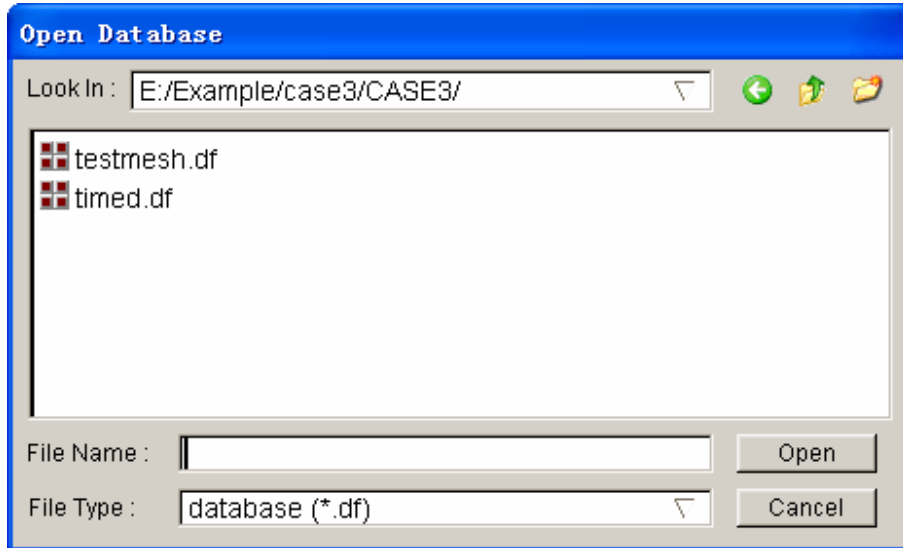 Open Database
Look In : E:/Example/case3/CASE3/
testmesh.df
timed.df
File Name : Open
File Type : database (*.df) Cancel